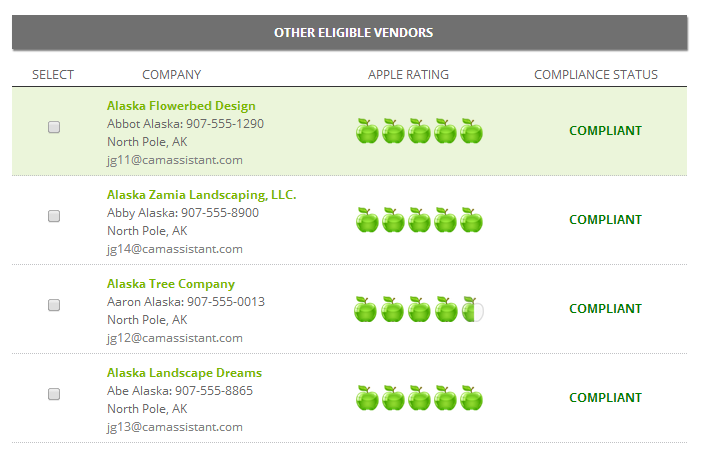 OTHER ELIGIBLE VENDORS
SELECT COMPANY APPLE RATING COMPLIANCE STATUS
Alaska Flowerbed Design
Abbot Alaska: 907-555-1290
North Pole, AK
jg11@camassistant.com
COMPLIANT
Alaska Zamia Landscaping, LLC.
Abby Alaska: 907-555-8900
North Pole, AK
jg14@camassistant.com
COMPLIANT
Alaska Tree Company
Aaron Alaska: 907-555-0013
North Pole, AK
jg12@camassistant.com
COMPLIANT
Alaska Landscape Dreams
Abe Alaska: 907-555-8865
North Pole, AK
jg13@camassistant.com
COMPLIANT